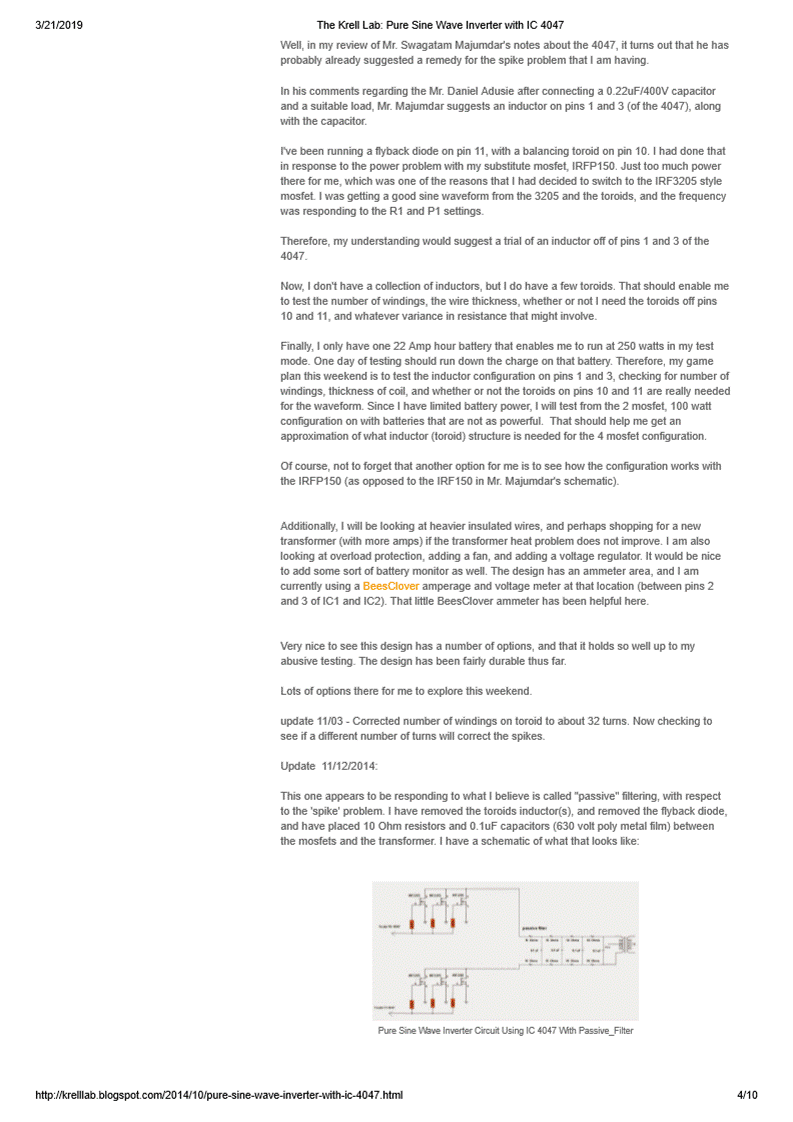 3/21/2019 The Krell Lab: Pure Sine Wave Inverter with IC 4047
Well, in my review of Mr. Swagatam Majumdar's notes about the 4047, it turns out that he has
probably already suggested a remedy for the spike problem that I am having.
In his comments regarding the Mr. Daniel Adusie after connecting a 0.22uF/400V capacitor
and a suitable load, Mr. Majumdar suggests an inductor on pins 1 and 3 (of the 4047), along
with the capacitor.
I've been running a flyback diode on pin 11, with a balancing toroid on pin 10. I had done that
in response to the power problem with my substitute mosfet, IRFP150. Just too much power
there for me, which was one of the reasons that I had decided to switch to the IRF3205 style
mosfet. I was getting a good sine waveform from the 3205 and the toroids, and the frequency
was responding to the R1 and P1 settings.
Therefore, my understanding would suggest a trial of an inductor off of pins 1 and 3 of the
4047.
Now, I don't have a collection of inductors, but I do have a few toroids. That should enable me
to test the number of windings, the wire thickness, whether or not I need the toroids off pins
10 and 11, and whatever variance in resistance that might involve.
Finally, I only have one 22 Amp hour battery that enables me to run at 250 watts in my test
mode. One day of testing should run down the charge on that battery. Therefore, my game
plan this weekend is to test the inductor configuration on pins 1 and 3, checking for number of
windings, thickness of coil, and whether or not the toroids on pins 10 and 11 are really needed
for the waveform. Since I have limited battery power, I will test from the 2 mosfet, 100 watt
configuration on with batteries that are not as powerful.  That should help me get an
approximation of what inductor (toroid) structure is needed for the 4 mosfet configuration.
Of course, not to forget that another option for me is to see how the configuration works with
the IRFP150 (as opposed to the IRF150 in Mr. Majumdar's schematic).
Additionally, I will be looking at heavier insulated wires, and perhaps shopping for a new
transformer (with more amps) if the transformer heat problem does not improve. I am also
looking at overload protection, adding a fan, and adding a voltage regulator. It would be nice
to add some sort of battery monitor as well. The design has an ammeter area, and I am
currently using a BeesClover amperage and voltage meter at that location (between pins 2
and 3 of IC1 and IC2). That little BeesClover ammeter has been helpful here.
Very nice to see this design has a number of options, and that it holds so well up to my
abusive testing. The design has been fairly durable thus far.
Lots of options there for me to explore this weekend.
update 11/03 - Corrected number of windings on toroid to about 32 turns. Now checking to
see if a different number of turns will correct the spikes.
Update  11/12/2014:
This one appears to be responding to what I believe is called "passive" filtering, with respect
to the 'spike' problem. I have removed the toroids inductor(s), and removed the flyback diode,
and have placed 10 Ohm resistors and 0.1uF capacitors (630 volt poly metal film) between
the mosfets and the transformer. I have a schematic of what that looks like:
passive filter
Pure Sine Wave Inverter Circuit Using IC 4047 With Passive_Filter
http://krelllab.blogspot.com/2014/10/pure-sine-wave-inverter-with-ic-4047.html 4/10